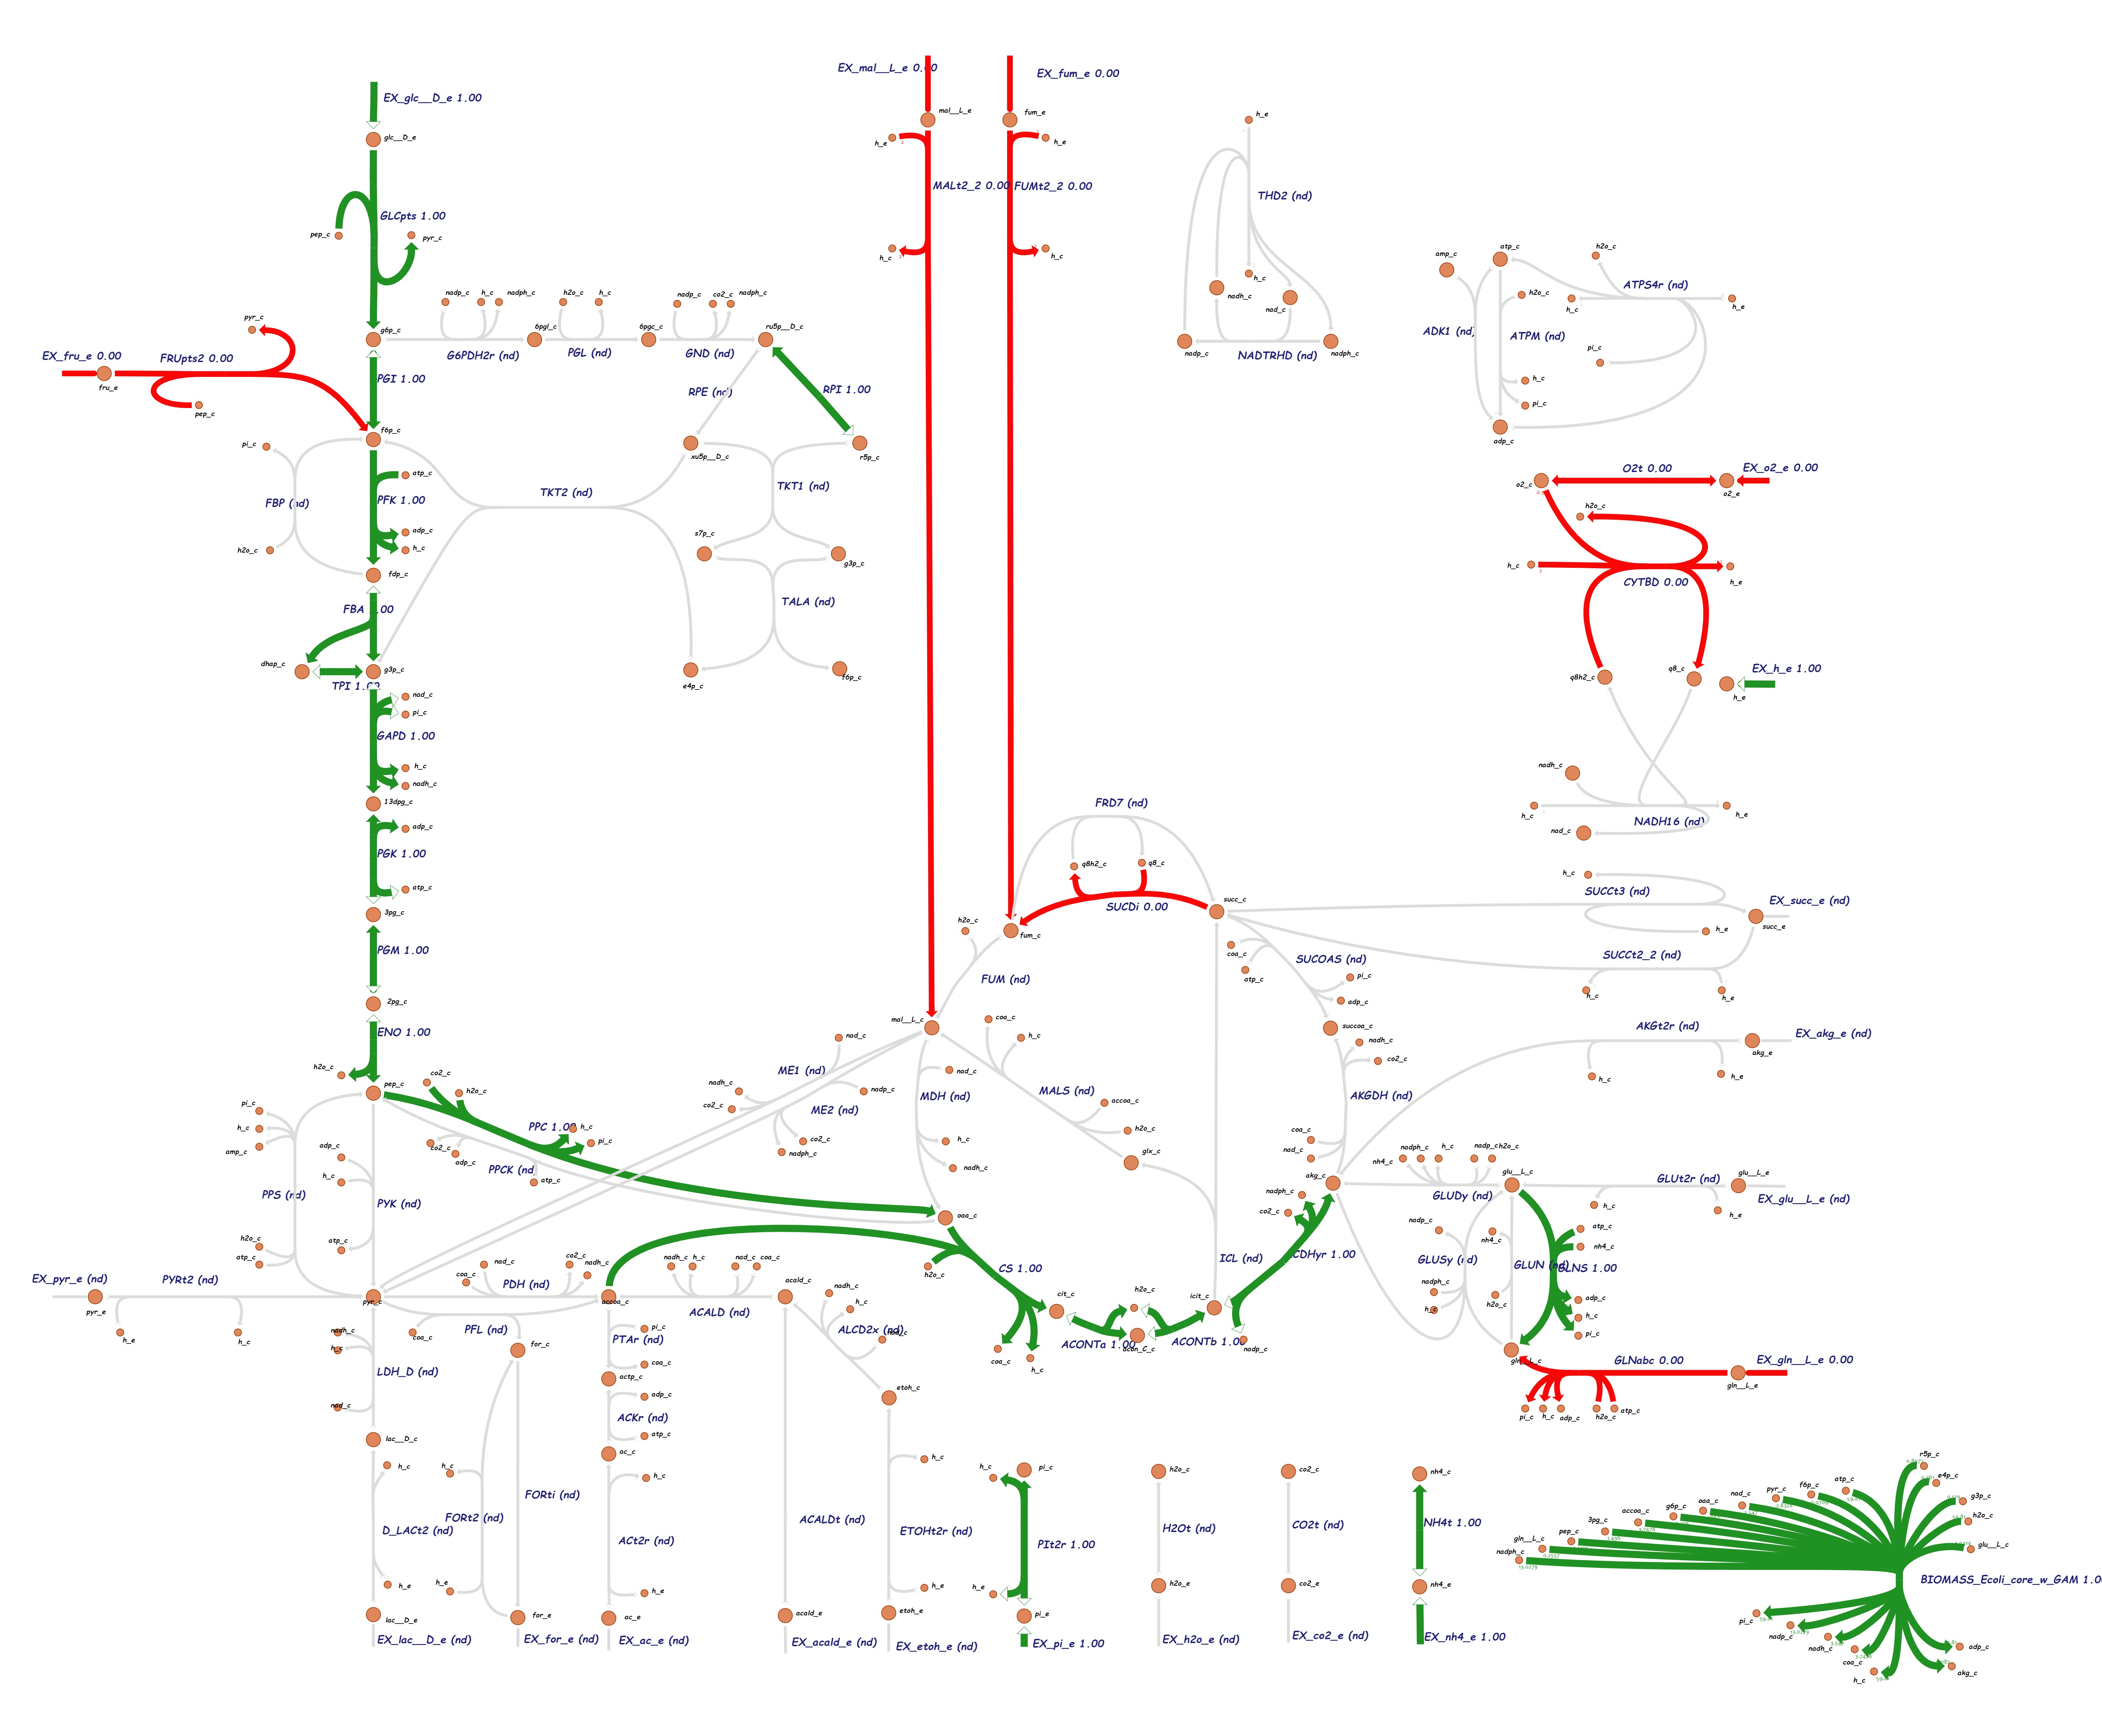 EX_mal__L_e 0.00
EX_fum_e 0.00
EX_glc__D_e 1.00
mal__L_e
fum_e
h_e
glc__D_e
h_e
h_e
MALt2_2 0.00
FUMt2_2 0.00
THD2 (nd)
GLCpts 1.00
pep_c
pyr_c
h_c
h_c
amp_c
atp_c
h2o_c
h_c
nadh_c
nad_c
h2o_c
ATPS4r (nd)
h_c
h_e
nadp_c
h_c
nadph_c
h2o_c
h_c
nadp_c
co2_c
nadph_c
pyr_c
g6p_c
6pgl_c
6pgc_c
ru5p__D_c
ADK1 (nd)
ATPM (nd)
pi_c
EX_fru_e 0.00
FRUpts2 0.00
G6PDH2r (nd)
PGL (nd)
GND (nd)
nadp_c
NADTRHD (nd)
nadph_c
fru_e
PGI 1.00
RPE (nd)
RPI 1.00
h_c
pi_c
pep_c
f6p_c
adp_c
pi_c
xu5p__D_c
r5p_c
atp_c
O2t 0.00
EX_o2_e 0.00
o2_c
o2_e
FBP (nd)
PFK 1.00
TKT2 (nd)
TKT1 (nd)
h2o_c
adp_c
s7p_c
h2o_c
h_c
g3p_c
h_c
fdp_c
CYTBD 0.00
h_e
FBA 1.00
TALA (nd)
dhap_c
g3p_c
TPI 1.00
e4p_c
f6p_c
q8h2_c
q8_c
EX_h_e 1.00
h_e
nad_c
pi_c
GAPD 1.00
h_c
nadh_c
nadh_c
13dpg_c
FRD7 (nd)
h_c
h_e
adp_c
nad_c
NADH16 (nd)
PGK 1.00
q8h2_c
q8_c
atp_c
h_c
SUCCt3 (nd)
3pg_c
SUCDi 0.00
succ_c
EX_succ_e (nd)
h2o_c
fum_c
h_e
succ_e
PGM 1.00
FUM (nd)
coa_c
SUCOAS (nd)
SUCCt2_2 (nd)
atp_c
pi_c
2pg_c
adp_c
h_c
h_e
ENO 1.00
mal__L_c
coa_c
h_c
succoa_c
AKGt2r (nd)
EX_akg_e (nd)
nad_c
nadh_c
akg_e
h2o_c
co2_c
ME1 (nd)
nad_c
co2_c
h_c
h_e
pep_c
h2o_c
nadh_c
nadp_c
MDH (nd)
MALS (nd)
AKGDH (nd)
pi_c
co2_c
ME2 (nd)
accoa_c
h_c
PPC 1.00
h_c
pi_c
h2o_c
coa_c
amp_c
adp_c
co2_c
adp_c
co2_c
nadph_c
h_c
glx_c
nad_c
nadph_c
h_c
nadp_c
h2o_c
nh4_c
h_c
PPCK (nd)
atp_c
nadh_c
akg_c
glu__L_c
glu__L_e
PPS (nd)
PYK (nd)
nadph_c
GLUDy (nd)
GLUt2r (nd)
EX_glu__L_e (nd)
oaa_c
co2_c
h_c
h_e
h2o_c
atp_c
nadp_c
nh4_c
atp_c
nh4_c
atp_c
nad_c
co2_c
nadh_c
nadh_c
h_c
nad_c
coa_c
h2o_c
CS 1.00
ICL (nd)
ICDHyr 1.00
GLUSy (nd)
GLUN (nd)
GLNS 1.00
EX_pyr_e (nd)
PYRt2 (nd)
coa_c
PDH (nd)
acald_c
nadh_c
nadph_c
pyr_e
pyr_c
accoa_c
ACALD (nd)
h_c
cit_c
h2o_c
icit_c
h_c
h2o_c
adp_c
h_e
h_c
nadh_c
h_c
coa_c
PFL (nd)
PTAr (nd)
pi_c
ALCD2x (nd)
nad_c
ACONTa 1.00
acon_C_c
ACONTb 1.00
nadp_c
h_c
pi_c
for_c
coa_c
coa_c
h_c
gln__L_c
GLNabc 0.00
EX_gln__L_e 0.00
LDH_D (nd)
actp_c
adp_c
etoh_c
gln__L_e
nad_c
ACKr (nd)
pi_c
h_c
adp_c
h2o_c
atp_c
lac__D_c
atp_c
ac_c
h_c
h_c
h_c
h_c
h_c
pi_c
h2o_c
co2_c
nh4_c
r5p_c
e4p_c
FORti (nd)
atp_c
f6p_c
pyr_c
nad_c
oaa_c
g6p_c
accoa_c
3pg_c
pep_c
gln__L_c
nadph_c
g3p_c
h2o_c
glu__L_c
D_LACt2 (nd)
FORt2 (nd)
ACt2r (nd)
ACALDt (nd)
ETOHt2r (nd)
PIt2r 1.00
H2Ot (nd)
CO2t (nd)
NH4t 1.00
BIOMASS_Ecoli_core_w_GAM 1.00
h_e
h_e
h_e
h_e
h_e
h2o_e
co2_e
nh4_e
lac__D_e
for_e
ac_e
acald_e
etoh_e
pi_e
pi_c
nadp_c
nadh_c
coa_c
h_c
adp_c
akg_c
EX_lac__D_e (nd)
EX_for_e (nd)
EX_ac_e (nd)
EX_acald_e (nd)
EX_etoh_e (nd)
EX_pi_e 1.00
EX_h2o_e (nd)
EX_co2_e (nd)
EX_nh4_e 1.00